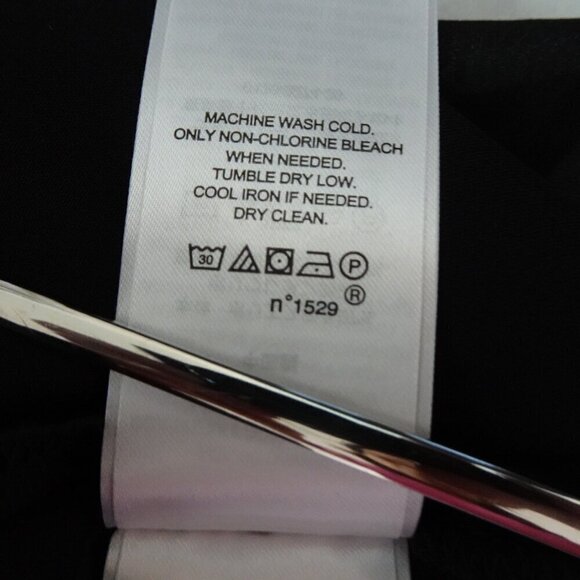 MACHINE WASH COLD.
ONLY NON-CHLORINE BLEACH
WHEN NEEDED.
TUMBLE DRY LOW.
COOL IRON IF NEEDED.
DRY CLEAN.
30 P
n°1529 ®